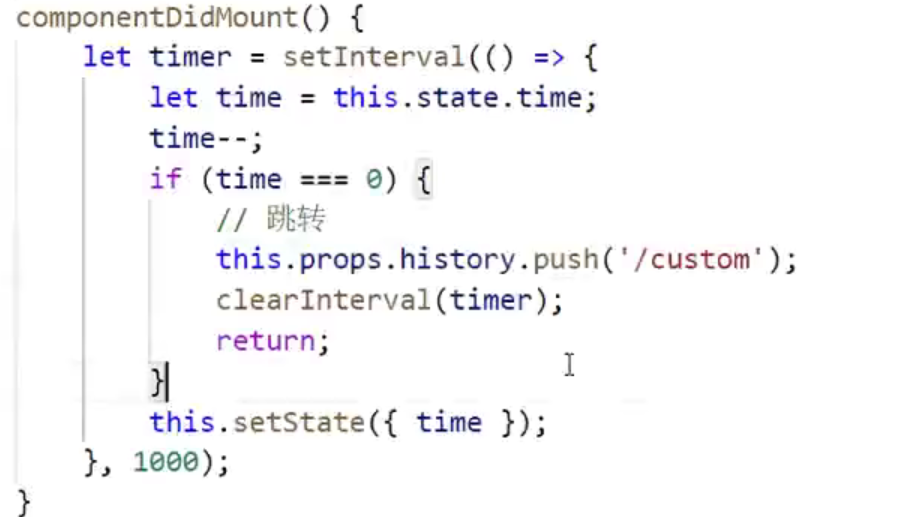 componentDidMount() {
let timer = setInterval(() => {
let time = this.state.time;
time--;
if (time === 0) {
// 跳转
this.props.history.push('/custom');
clearInterval(timer);
return;
}
this.setState({ time });
}, 1000);
}